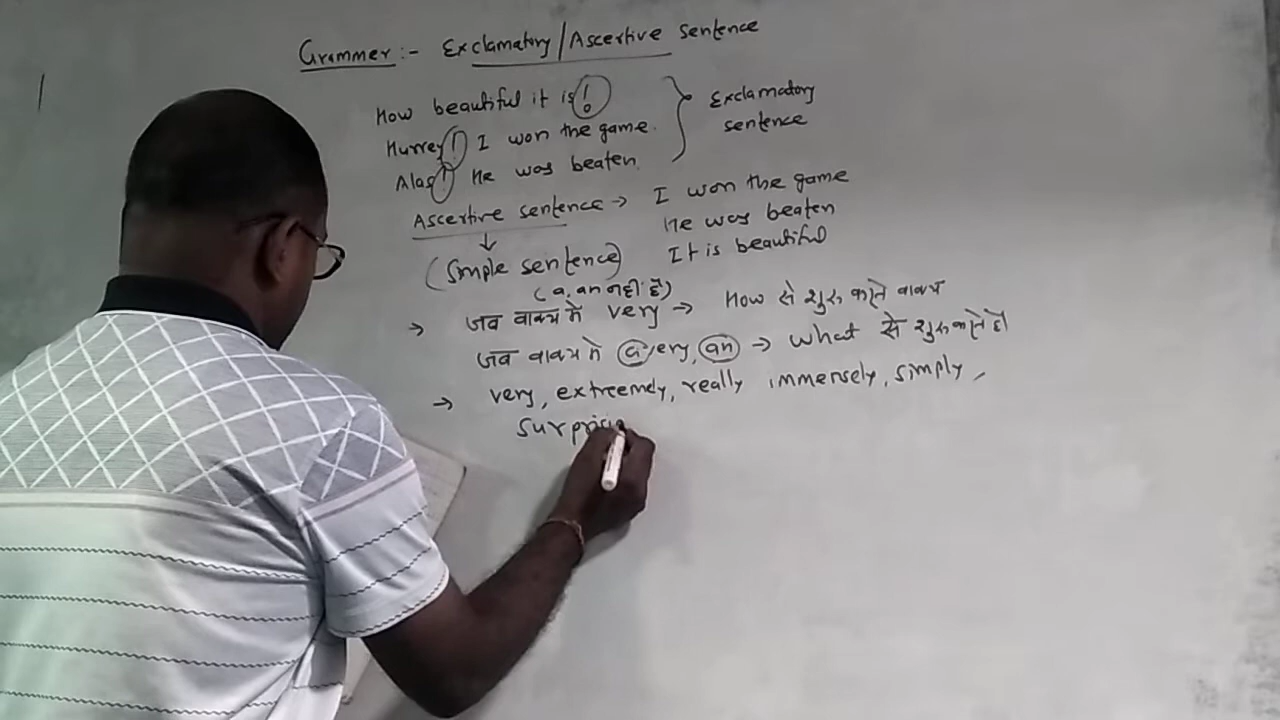 Grammer :- Exclamatory / Ascertive sentence
How beautiful it is !
Hurrey ! I won the game.
Alas ! He was beaten.
Exclamatory
sentence
Ascertive sentence → I won the game
He was beaten
It is beautiful
↓
(Simple sentence)
(a, an नहीं हैं)
→ जब वाक्य मे very → How से शुरु करते वाक्य
जब वाक्य मे a very, an → what से शुरु करते हैं
→ very, extreemely, really immensely, simply,
surprisin